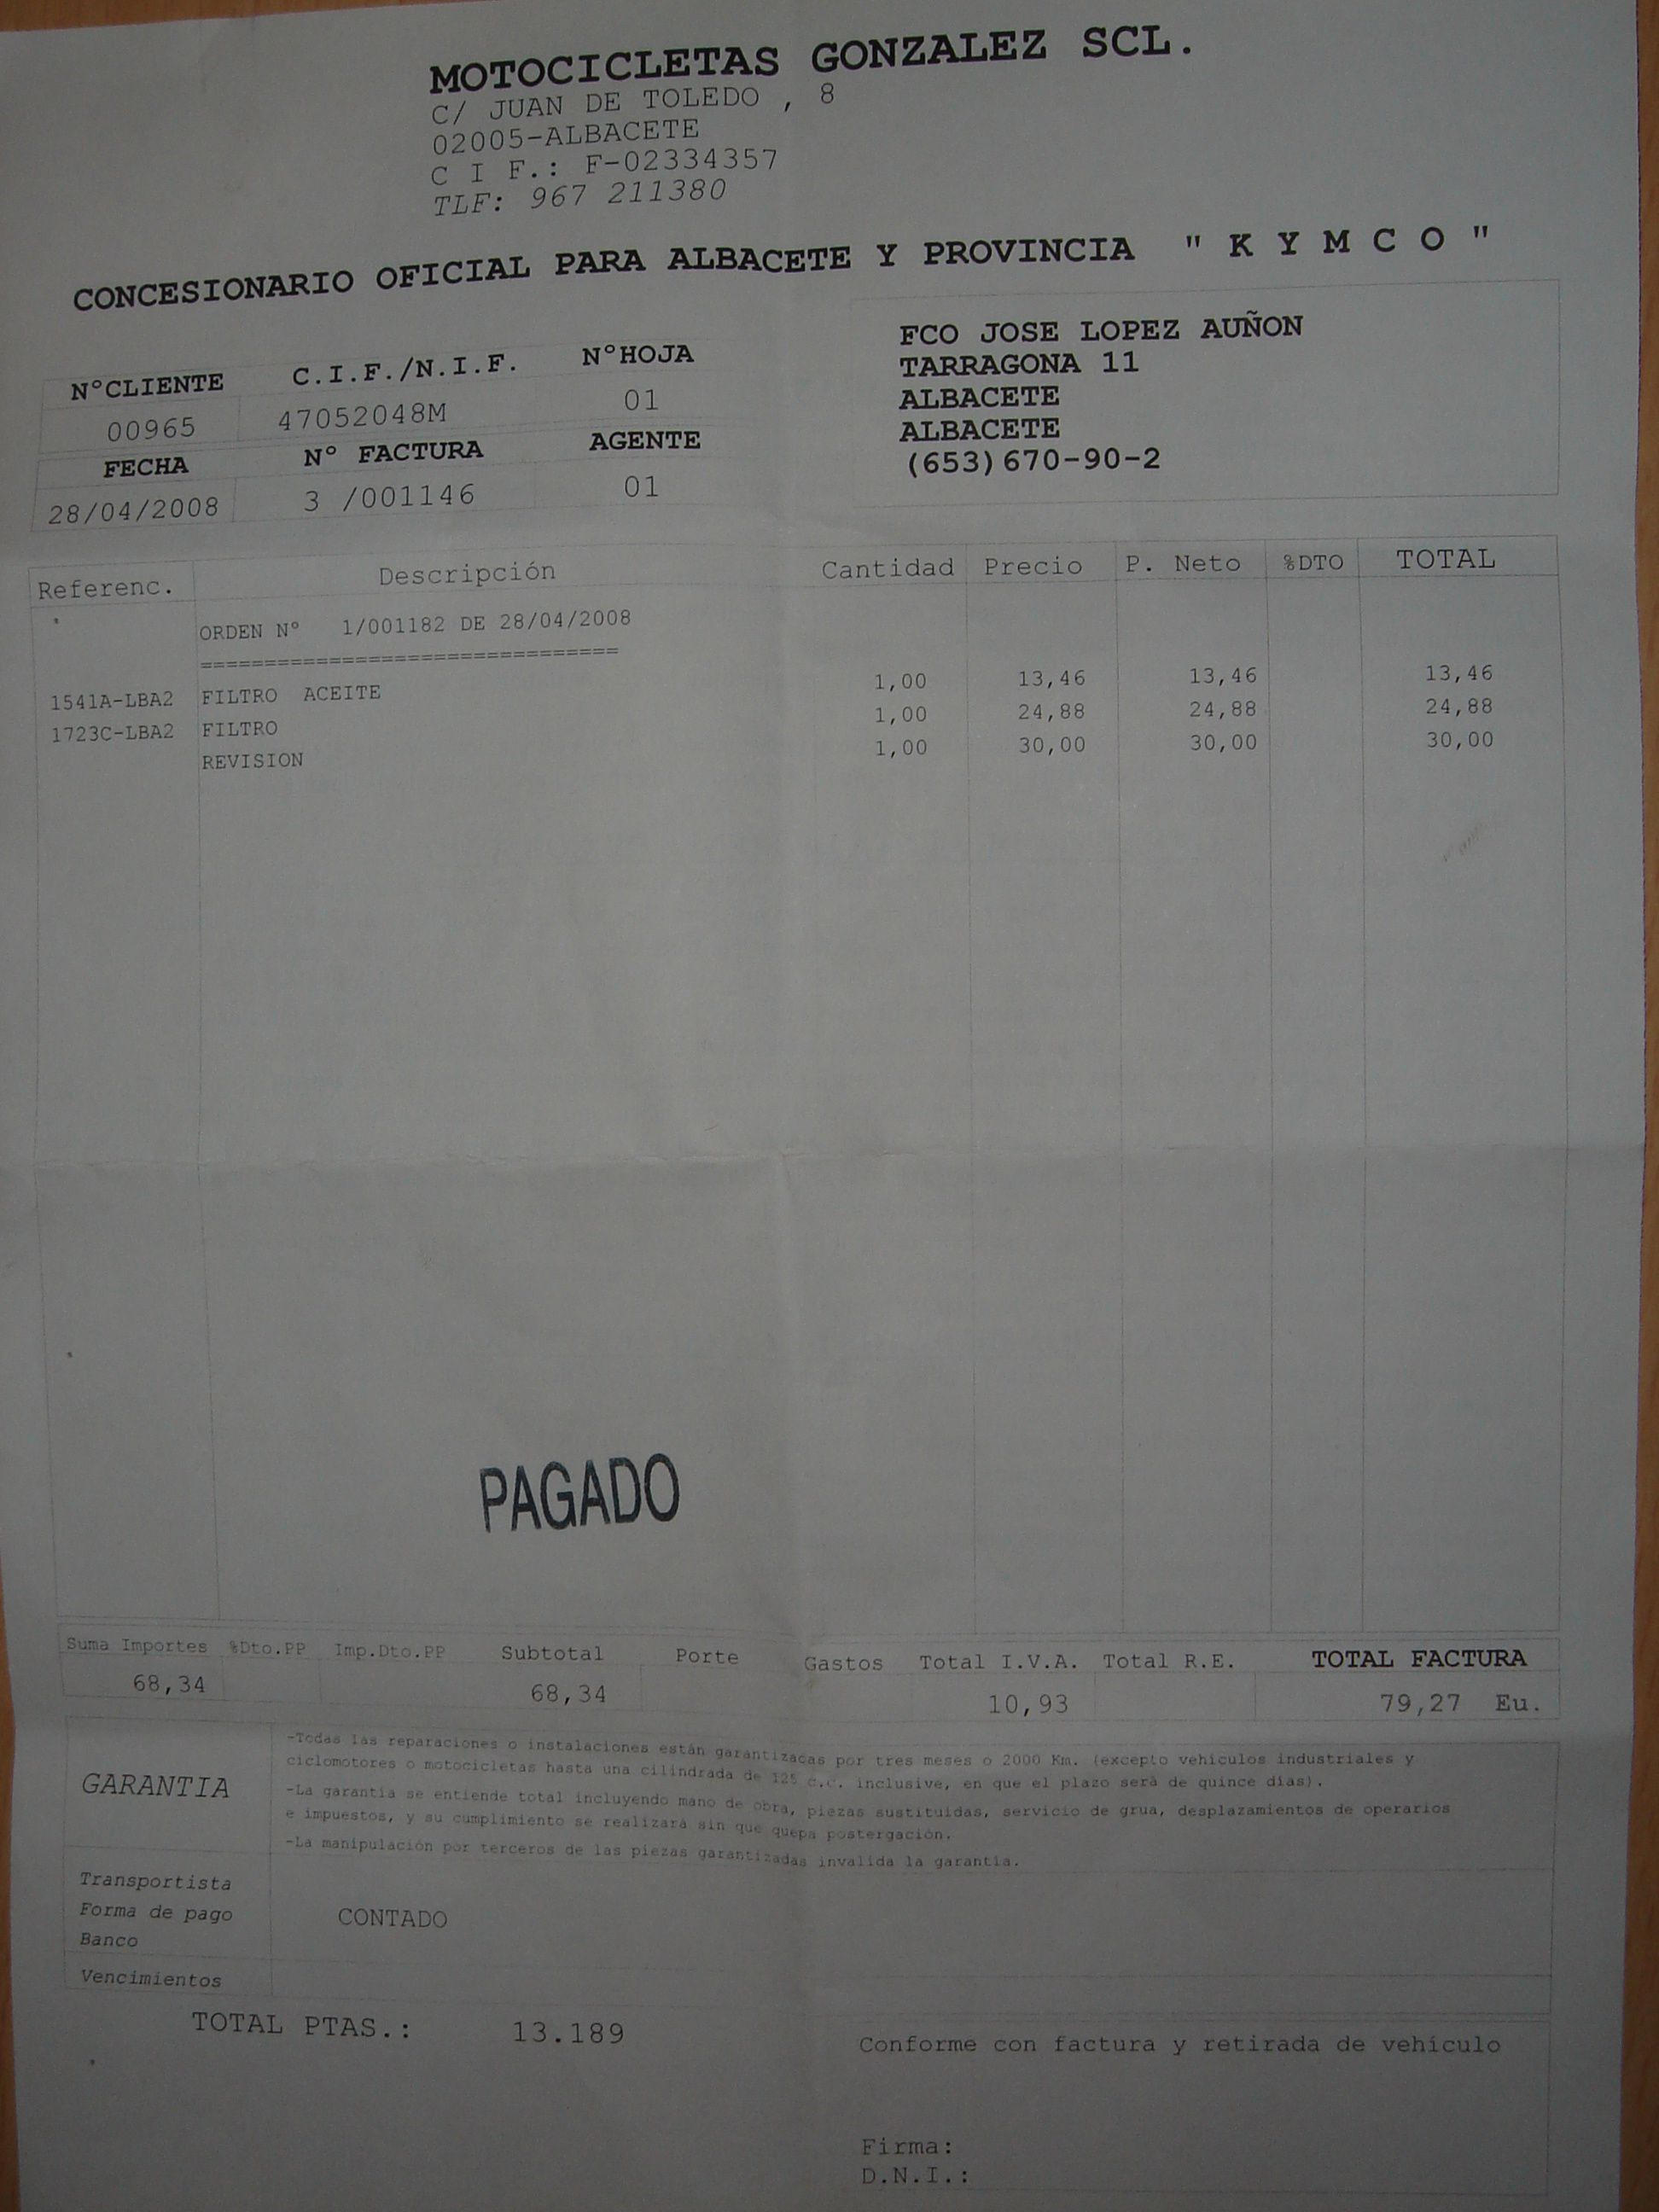 MOTOCICLETAS GONZALEZ SCL.
C/ JUAN DE TOLEDO , 8
02005-ALBACETE
C I F.: F-02334357
TLF: 967 211380
CONCESIONARIO OFICIAL PARA ALBACETE Y PROVINCIA " K Y M C O "
NºCLIENTE C.I.F./N.I.F. NºHOJA
00965 47052048M 01
FECHA Nº FACTURA AGENTE
28/04/2008 3 /001146 01
FCO JOSE LOPEZ AUÑON
TARRAGONA 11
ALBACETE
ALBACETE
(653)670-90-2
Referenc. Descripción Cantidad Precio P. Neto %DTO TOTAL
ORDEN Nº 1/001182 DE 28/04/2008
=================================
1541A-LBA2 FILTRO ACEITE 1,00 13,46 13,46 13,46
1723C-LBA2 FILTRO 1,00 24,88 24,88 24,88
REVISION 1,00 30,00 30,00 30,00
PAGADO
Suma Importes %Dto.PP Imp.Dto.PP Subtotal Porte Gastos Total I.V.A. Total R.E. TOTAL FACTURA
68,34 68,34 10,93 79,27 Eu.
GARANTIA
-Todas las reparaciones o instalaciones están garantizadas por tres meses o 2000 Km. (excepto vehículos industriales y
ciclomotores o motocicletas hasta una cilindrada de 125 c.c. inclusive, en que el plazo será de quince días).
-La garantía se entiende total incluyendo mano de obra, piezas sustituidas, servicio de grua, desplazamientos de operarios
e impuestos, y su cumplimiento se realizará sin que quepa postergación.
-La manipulación por terceros de las piezas garantizadas invalida la garantía.
Transportista
Forma de pago CONTADO
Banco
Vencimientos
TOTAL PTAS.: 13.189
Conforme con factura y retirada de vehículo
Firma:
D.N.I.: